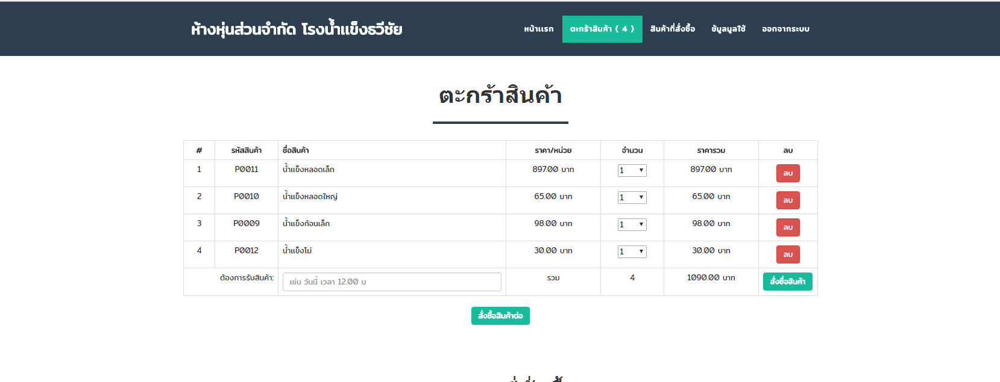 ห้างหุ่นส่วนจำกัด โรงน้ำแข็งธวีชัย หน้าแรก ตะกร้าสินค้า ( 4 ) สินค้าที่สั่งซื้อ ข้มูลมูลใช้ ออกจากระบบ
ตะกร้าสินค้า
# รหัสสินค้า ชื่อสินค้า ราคา/หน่วย จำนวน ราคารวม ลบ
1 P0011 น้ำแข็งหลอดเล็ก 897.00 บาท 1 897.00 บาท ลบ
2 P0010 น้ำแข็งหลอดใหญ่ 65.00 บาท 1 65.00 บาท ลบ
3 P0009 น้ำแข็งก้อนเล็ก 98.00 บาท 1 98.00 บาท ลบ
4 P0012 น้ำแข็งโม่ 30.00 บาท 1 30.00 บาท ลบ
ต้องการรับสินค้า: เช่น วันนี้ เวลา 12.00 น รวม 4 1090.00 บาท สั่งซื่อสินค้า
สั่งซื้อสินค้าต่อ